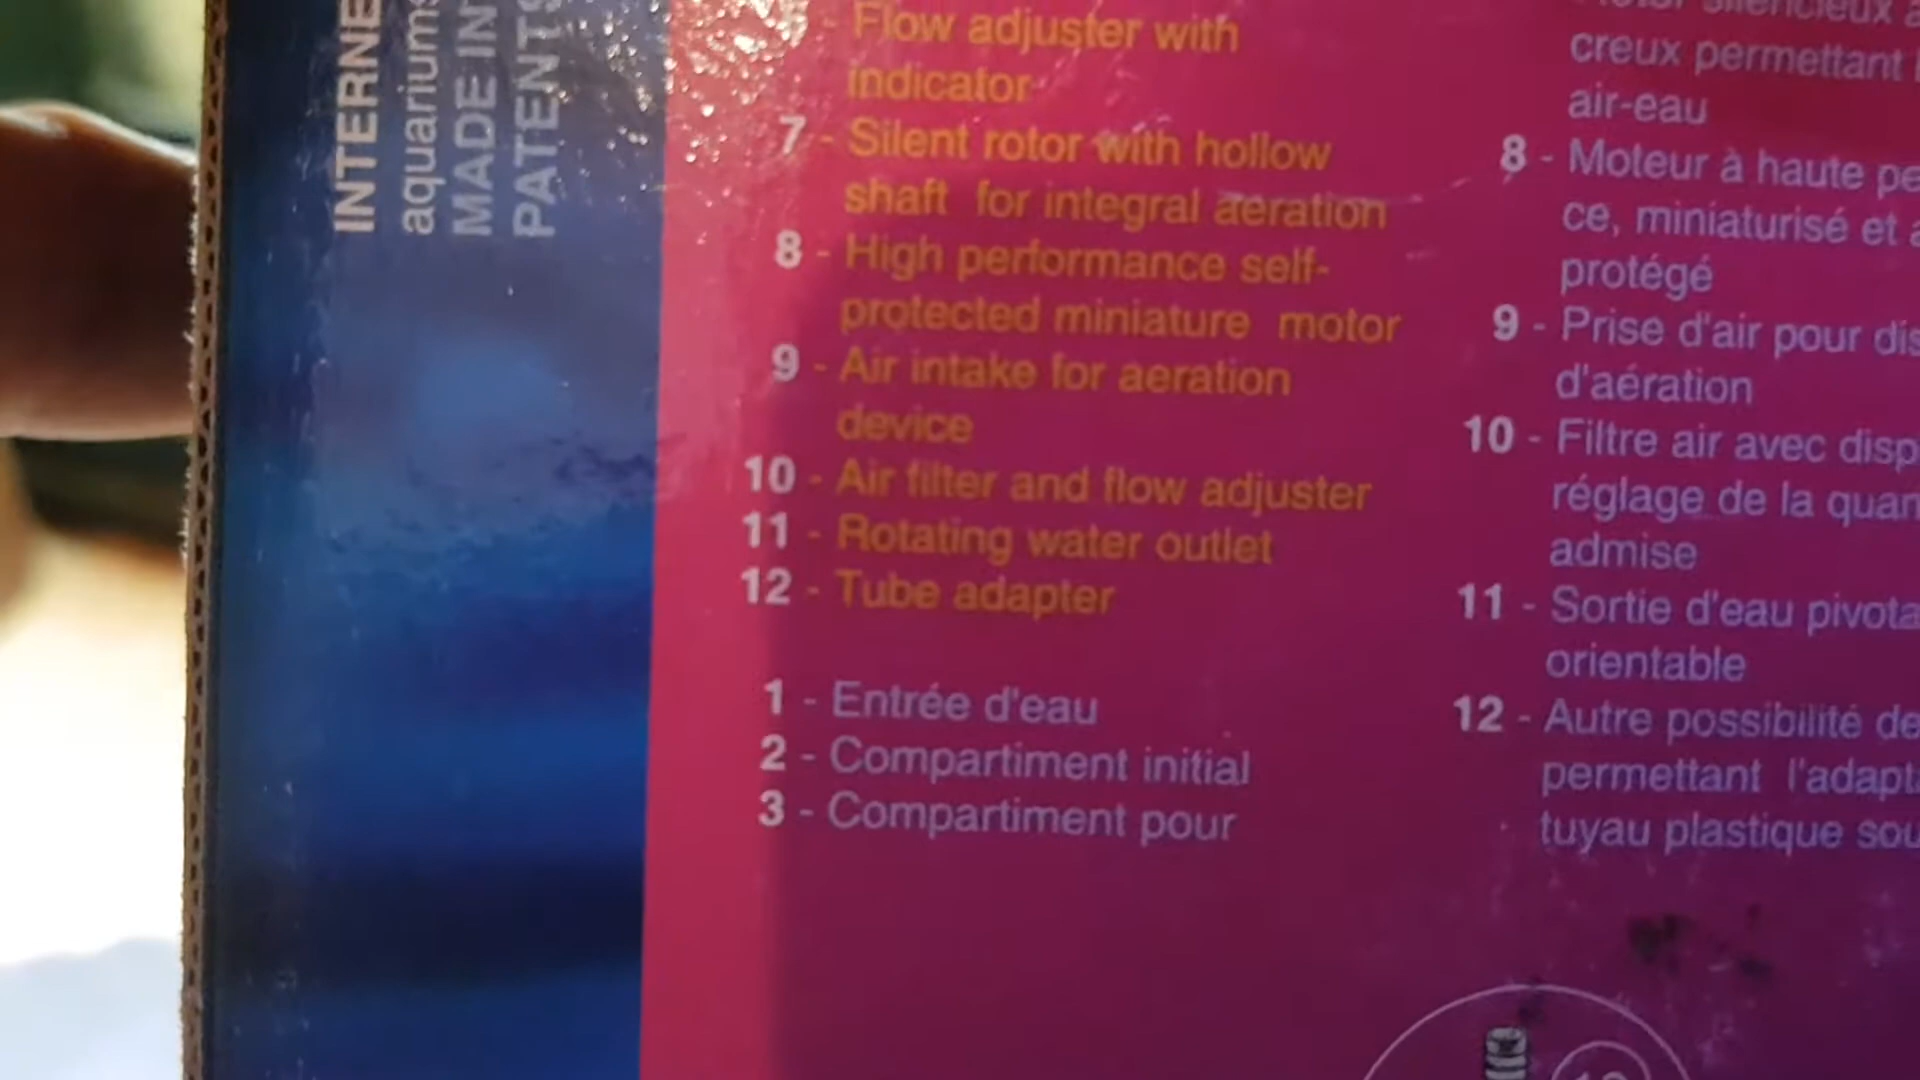 INTERNE
aquariums
MADE IN
PATENTS
Flow adjuster with
indicator
7 - Silent rotor with hollow
shaft for integral aeration
8 - High performance self-
protected miniature motor
9 - Air intake for aeration
device
10 - Air filter and flow adjuster
11 - Rotating water outlet
12 - Tube adapter
1 - Entrée d'eau
2 - Compartiment initial
3 - Compartiment pour
silencieux
creux permettant
air-eau
8 - Moteur à haute pe
ce, miniaturisé et a
protégé
9 - Prise d'air pour dis
d'aération
10 - Filtre air avec disp
réglage de la quan
admise
11 - Sortie d'eau pivota
orientable
12 - Autre possibilité de
permettant l'adapta
tuyau plastique sou